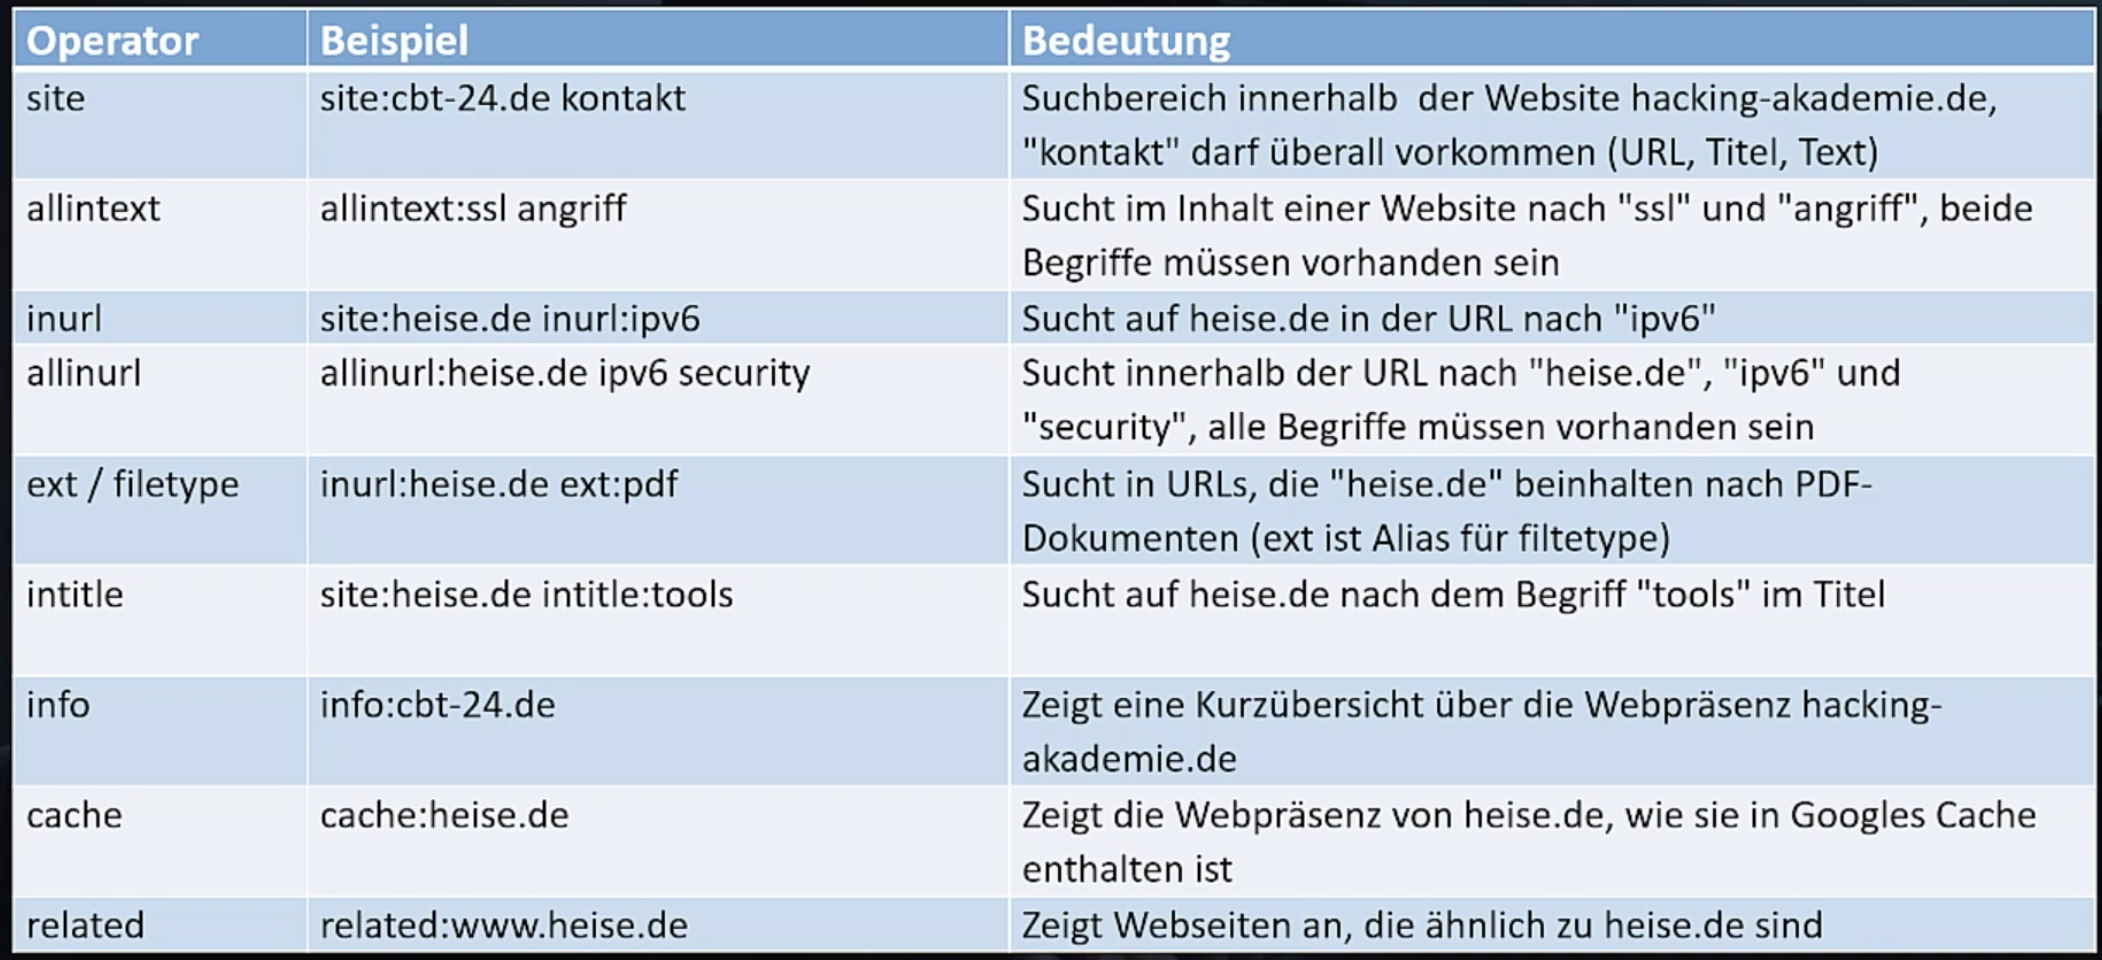 Operator Beispiel Bedeutung
site site:cbt-24.de kontakt Suchbereich innerhalb der Website hacking-akademie.de,
"kontakt" darf überall vorkommen (URL, Titel, Text)
allintext allintext:ssl angriff Sucht im Inhalt einer Website nach "ssl" und "angriff", beide
Begriffe müssen vorhanden sein
inurl site:heise.de inurl:ipv6 Sucht auf heise.de in der URL nach "ipv6"
allinurl allinurl:heise.de ipv6 security Sucht innerhalb der URL nach "heise.de", "ipv6" und
"security", alle Begriffe müssen vorhanden sein
ext / filetype inurl:heise.de ext:pdf Sucht in URLs, die "heise.de" beinhalten nach PDF-
Dokumenten (ext ist Alias für filtetype)
intitle site:heise.de intitle:tools Sucht auf heise.de nach dem Begriff "tools" im Titel
info info:cbt-24.de Zeigt eine Kurzübersicht über die Webpräsenz hacking-
akademie.de
cache cache:heise.de Zeigt die Webpräsenz von heise.de, wie sie in Googles Cache
enthalten ist
related related:www.heise.de Zeigt Webseiten an, die ähnlich zu heise.de sind